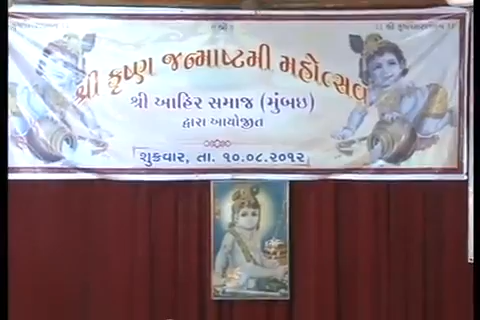 ॥ શ્રી ॥
શ્રી કૃષ્ણ જન્માષ્ટમી મહોત્સવ
શ્રી આહિર સમાજ (મુંબઇ)
દ્વારા આયોજીત
શુક્રવાર, તા. ૧૦.૦૮.૨૦૧૨